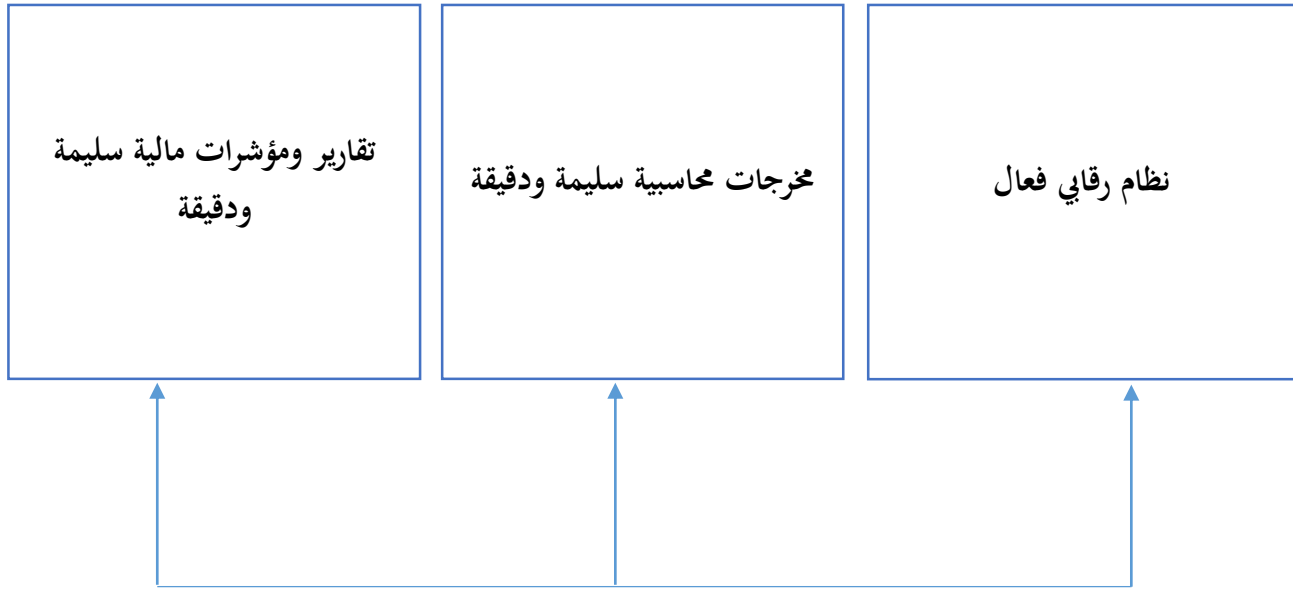 نظام رقابي فعال
مخرجات محاسبية سليمة ودقيقة
تقارير ومؤشرات مالية سليمة
ودقيقة